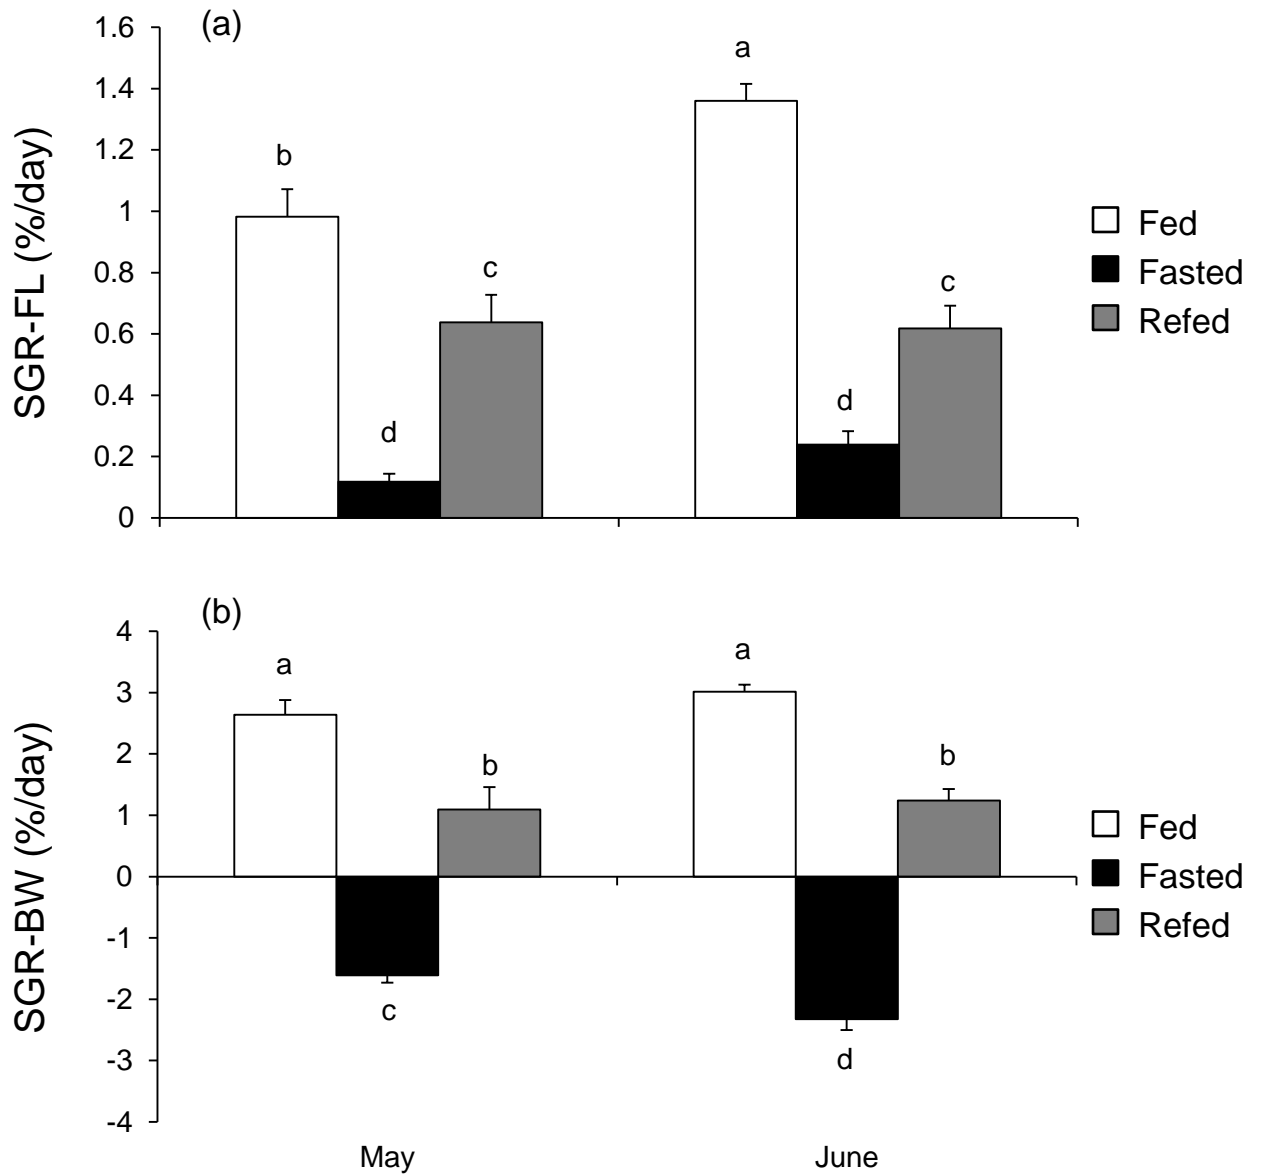 (a)
SGR-FL (%/day)
1.6
1.4
1.2
1
0.8
0.6
0.4
0.2
0
b
d
c
a
d
c
Fed
Fasted
Refed
(b)
SGR-BW (%/day)
4
3
2
1
0
-1
-2
-3
-4
a
c
b
a
d
b
Fed
Fasted
Refed
May
June